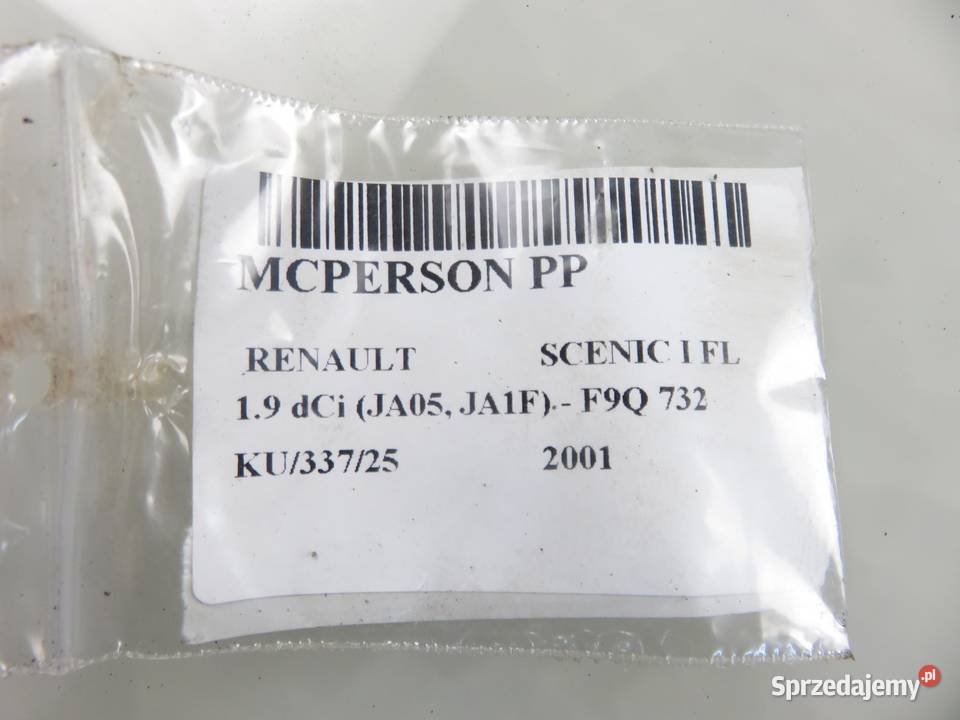 MCPERSON PP
RENAULT SCENIC I FL
1.9 dCi (JA05, JA1F) - F9Q 732
KU/337/25 2001
Sprzedajemy.pl